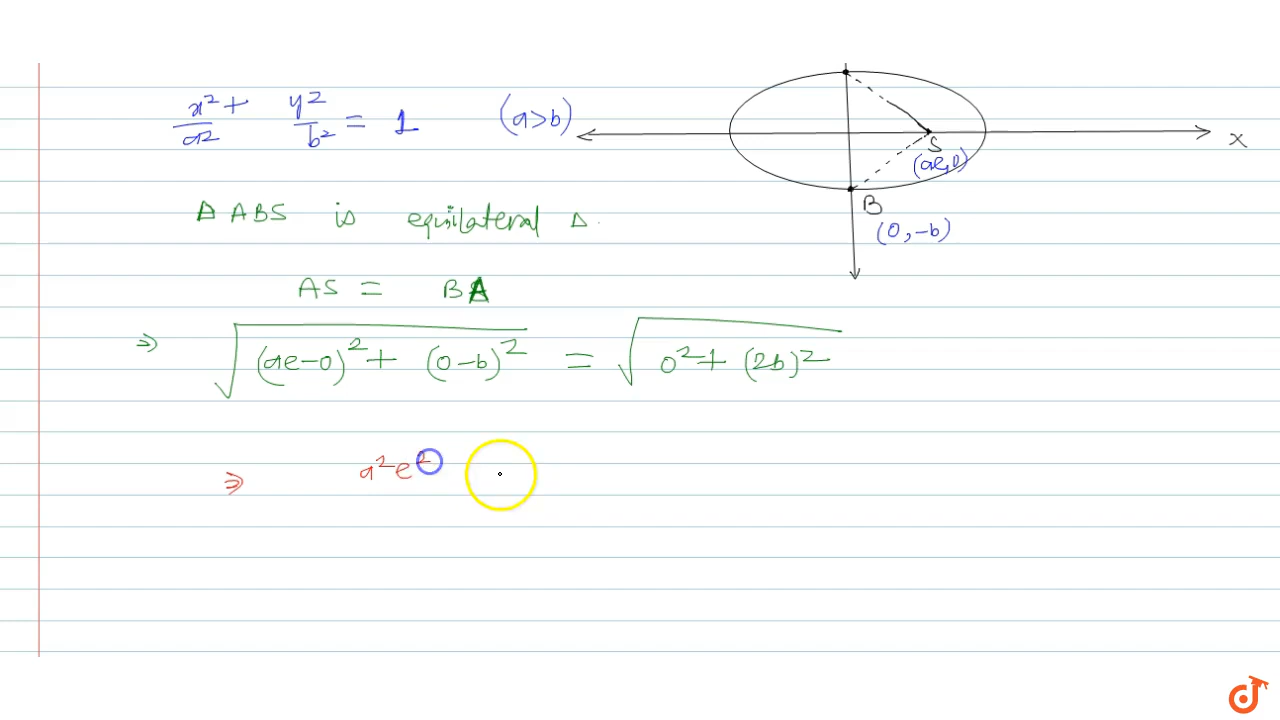 x²/a² + y²/b² = 1 (a>b)
X
S
(ae,0)
B
(0,-b)
Δ ABS is equilateral Δ.
AS = BA
⇒ √((ae-0)² + (0-b)²) = √(0² + (2b)²)
⇒ a²e²